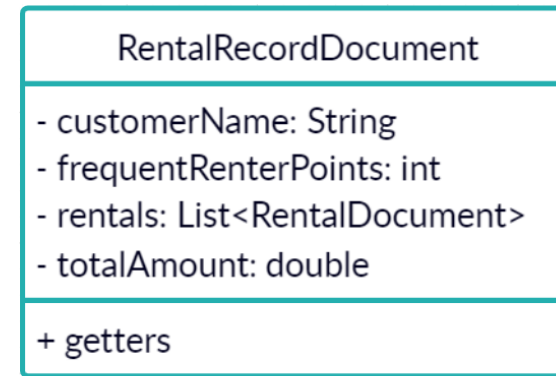 RentalRecordDocument
- customerName: String
- frequentRenterPoints: int
- rentals: List<RentalDocument>
- totalAmount: double
+ getters